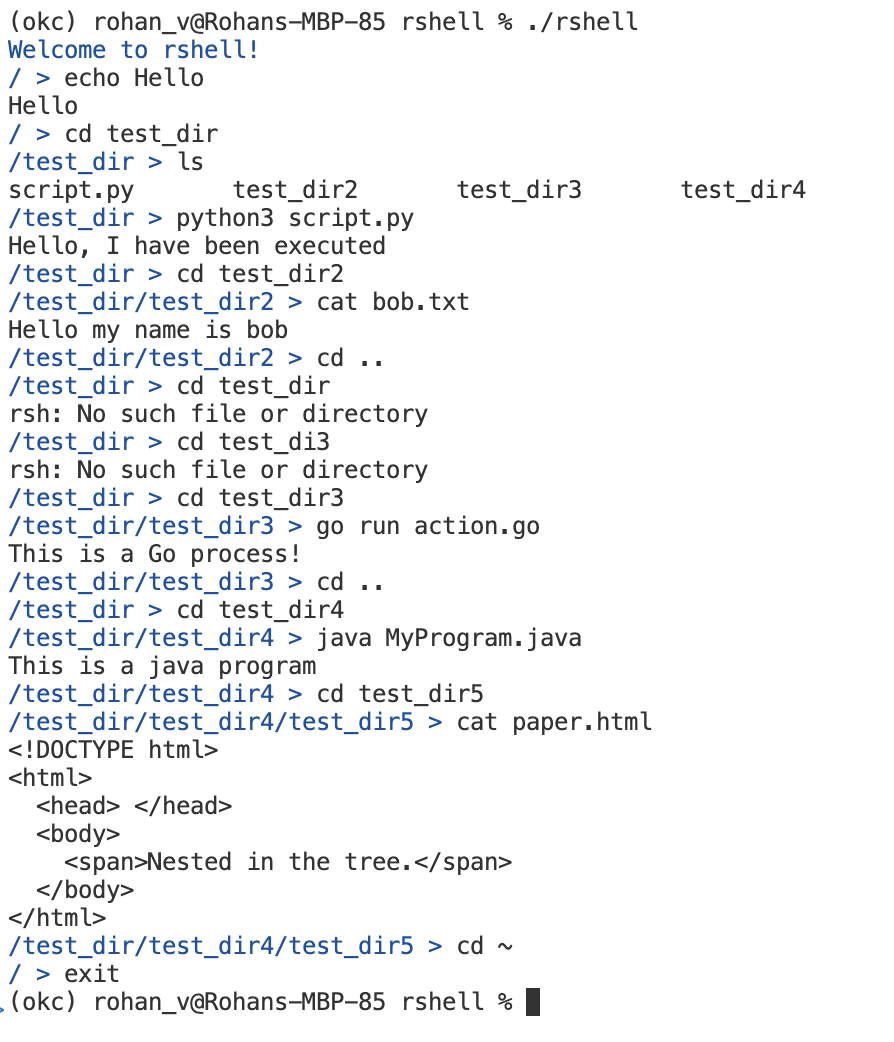 (okc) rohan_v@Rohans-MBP-85 rshell % ./rshell
Welcome to rshell!
/ > echo Hello
Hello
/ > cd test_dir
/test_dir > ls
script.py       test_dir2       test_dir3       test_dir4
/test_dir > python3 script.py
Hello, I have been executed
/test_dir > cd test_dir2
/test_dir/test_dir2 > cat bob.txt
Hello my name is bob
/test_dir/test_dir2 > cd ..
/test_dir > cd test_dir
rsh: No such file or directory
/test_dir > cd test_di3
rsh: No such file or directory
/test_dir > cd test_dir3
/test_dir/test_dir3 > go run action.go
This is a Go process!
/test_dir/test_dir3 > cd ..
/test_dir > cd test_dir4
/test_dir/test_dir4 > java MyProgram.java
This is a java program
/test_dir/test_dir4 > cd test_dir5
/test_dir/test_dir4/test_dir5 > cat paper.html
<!DOCTYPE html>
<html>
  <head> </head>
  <body>
    <span>Nested in the tree.</span>
  </body>
</html>
/test_dir/test_dir4/test_dir5 > cd ~
/ > exit
(okc) rohan_v@Rohans-MBP-85 rshell %